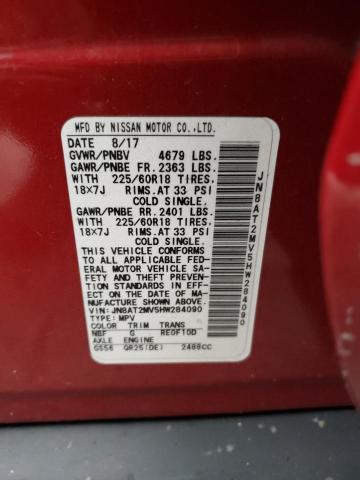 MFD. BY NISSAN MOTOR CO.,LTD.
DATE 8/17
GVWR/PNBV 4679 LBS.
GAWR/PNBE FR. 2363 LBS.
WITH 225/60R18 TIRES.
18×7J RIMS.AT 33 PSI
COLD SINGLE.
GAWR/PNBE RR. 2401 LBS.
WITH 225/60R18 TIRES.
18×7J RIMS.AT 33 PSI
COLD SINGLE.
THIS VEHICLE CONFORMS
TO ALL APPLICABLE FED-
ERAL MOTOR VEHICLE SA-
FETY AND THEFT PREVEN-
TION STANDARDS IN EFFECT
ON THE DATE OF MA-
NUFACTURE SHOWN ABOVE.
VIN: JN8AT2MV5HW284090
TYPE: MPV
COLOR TRIM TRANS
NBF G RE0F10D
AXLE ENGINE
GS56 QR25(DE) 2488CC
JN8AT2MV5HW284090